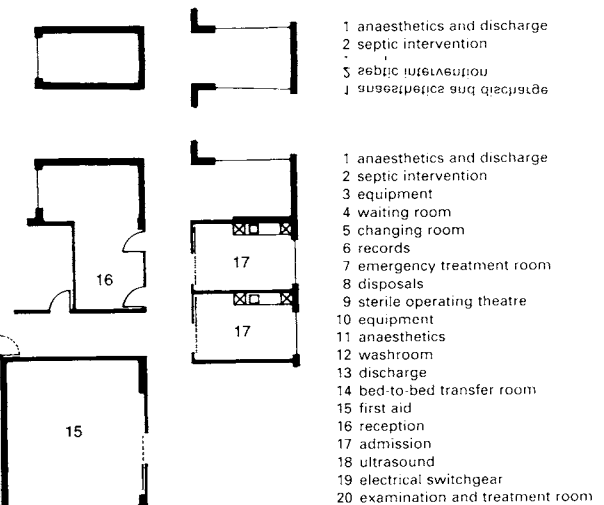 1 anaesthetics and discharge
2 septic intervention
2 septic intervention
1 anaesthetics and discharge
1 anaesthetics and discharge
2 septic intervention
3 equipment
4 waiting room
5 changing room
6 records
7 emergency treatment room
8 disposals
9 sterile operating theatre
10 equipment
11 anaesthetics
12 washroom
13 discharge
14 bed-to-bed transfer room
15 first aid
16 reception
17 admission
18 ultrasound
19 electrical switchgear
20 examination and treatment room
16
17
17
15